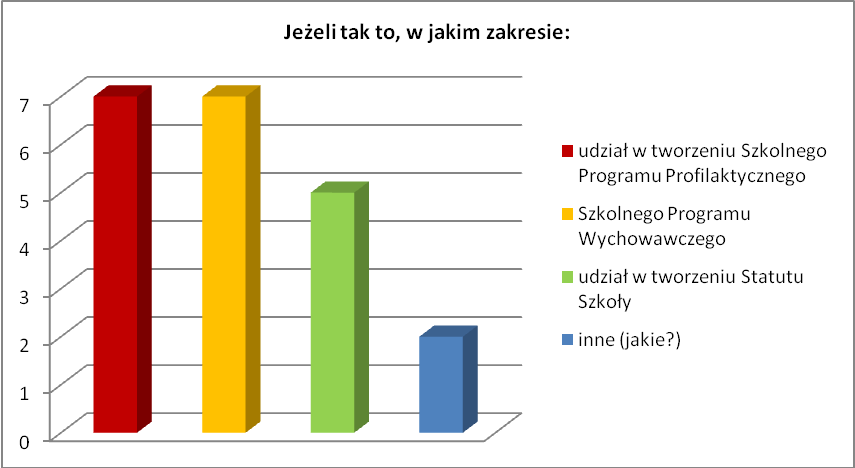 Jeżeli tak to, w jakim zakresie:
7
6
5
4
3
2
1
0
udział w tworzeniu Szkolnego
Programu Profilaktycznego
Szkolnego Programu
Wychowawczego
udział w tworzeniu Statutu
Szkoły
inne (jakie?)